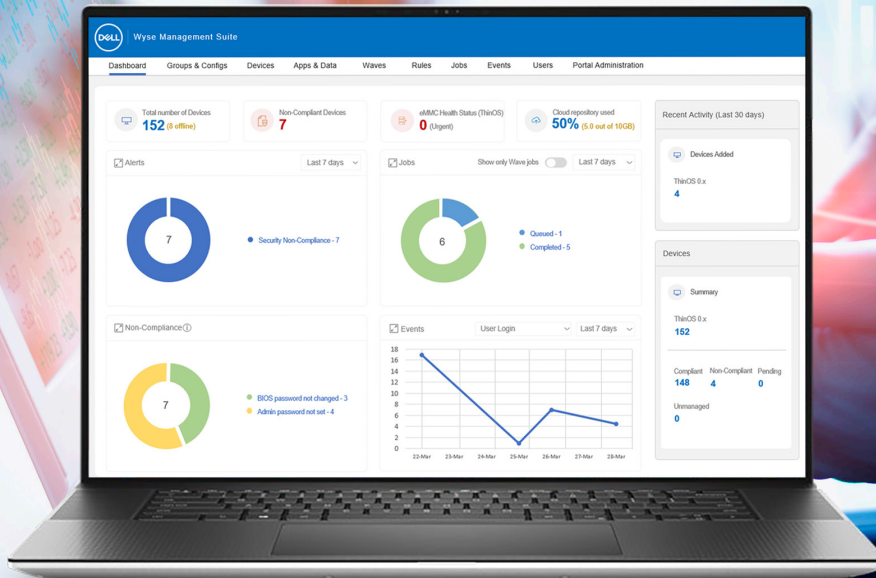 DELL
Wyse Management Suite
Dashboard Groups & Configs Devices Apps & Data Waves Rules Jobs Events Users Portal Administration
Total number of Devices
152 (8 offline)
Non-Compliant Devices
7
eMMC Health Status (ThinOS)
0 (Urgent)
Cloud repository used
50% (5.0 out of 10GB)
Alerts
Last 7 days
7
Security Non-Compliance - 7
Jobs
Show only Wave jobs
Last 7 days
6
Queued - 1
Completed - 5
Non-Compliance
7
BIOS password not changed - 3
Admin password not set - 4
Events
User Login
Last 7 days
18
16
14
12
10
8
6
4
2
0
22-Mar 23-Mar 24-Mar 25-Mar 26-Mar 27-Mar 28-Mar
Recent Activity (Last 30 days)
Devices Added
ThinOS 0.x
4
Devices
Summary
ThinOS 0.x
152
Compliant Non-Compliant Pending
148 4 0
Unmanaged
0